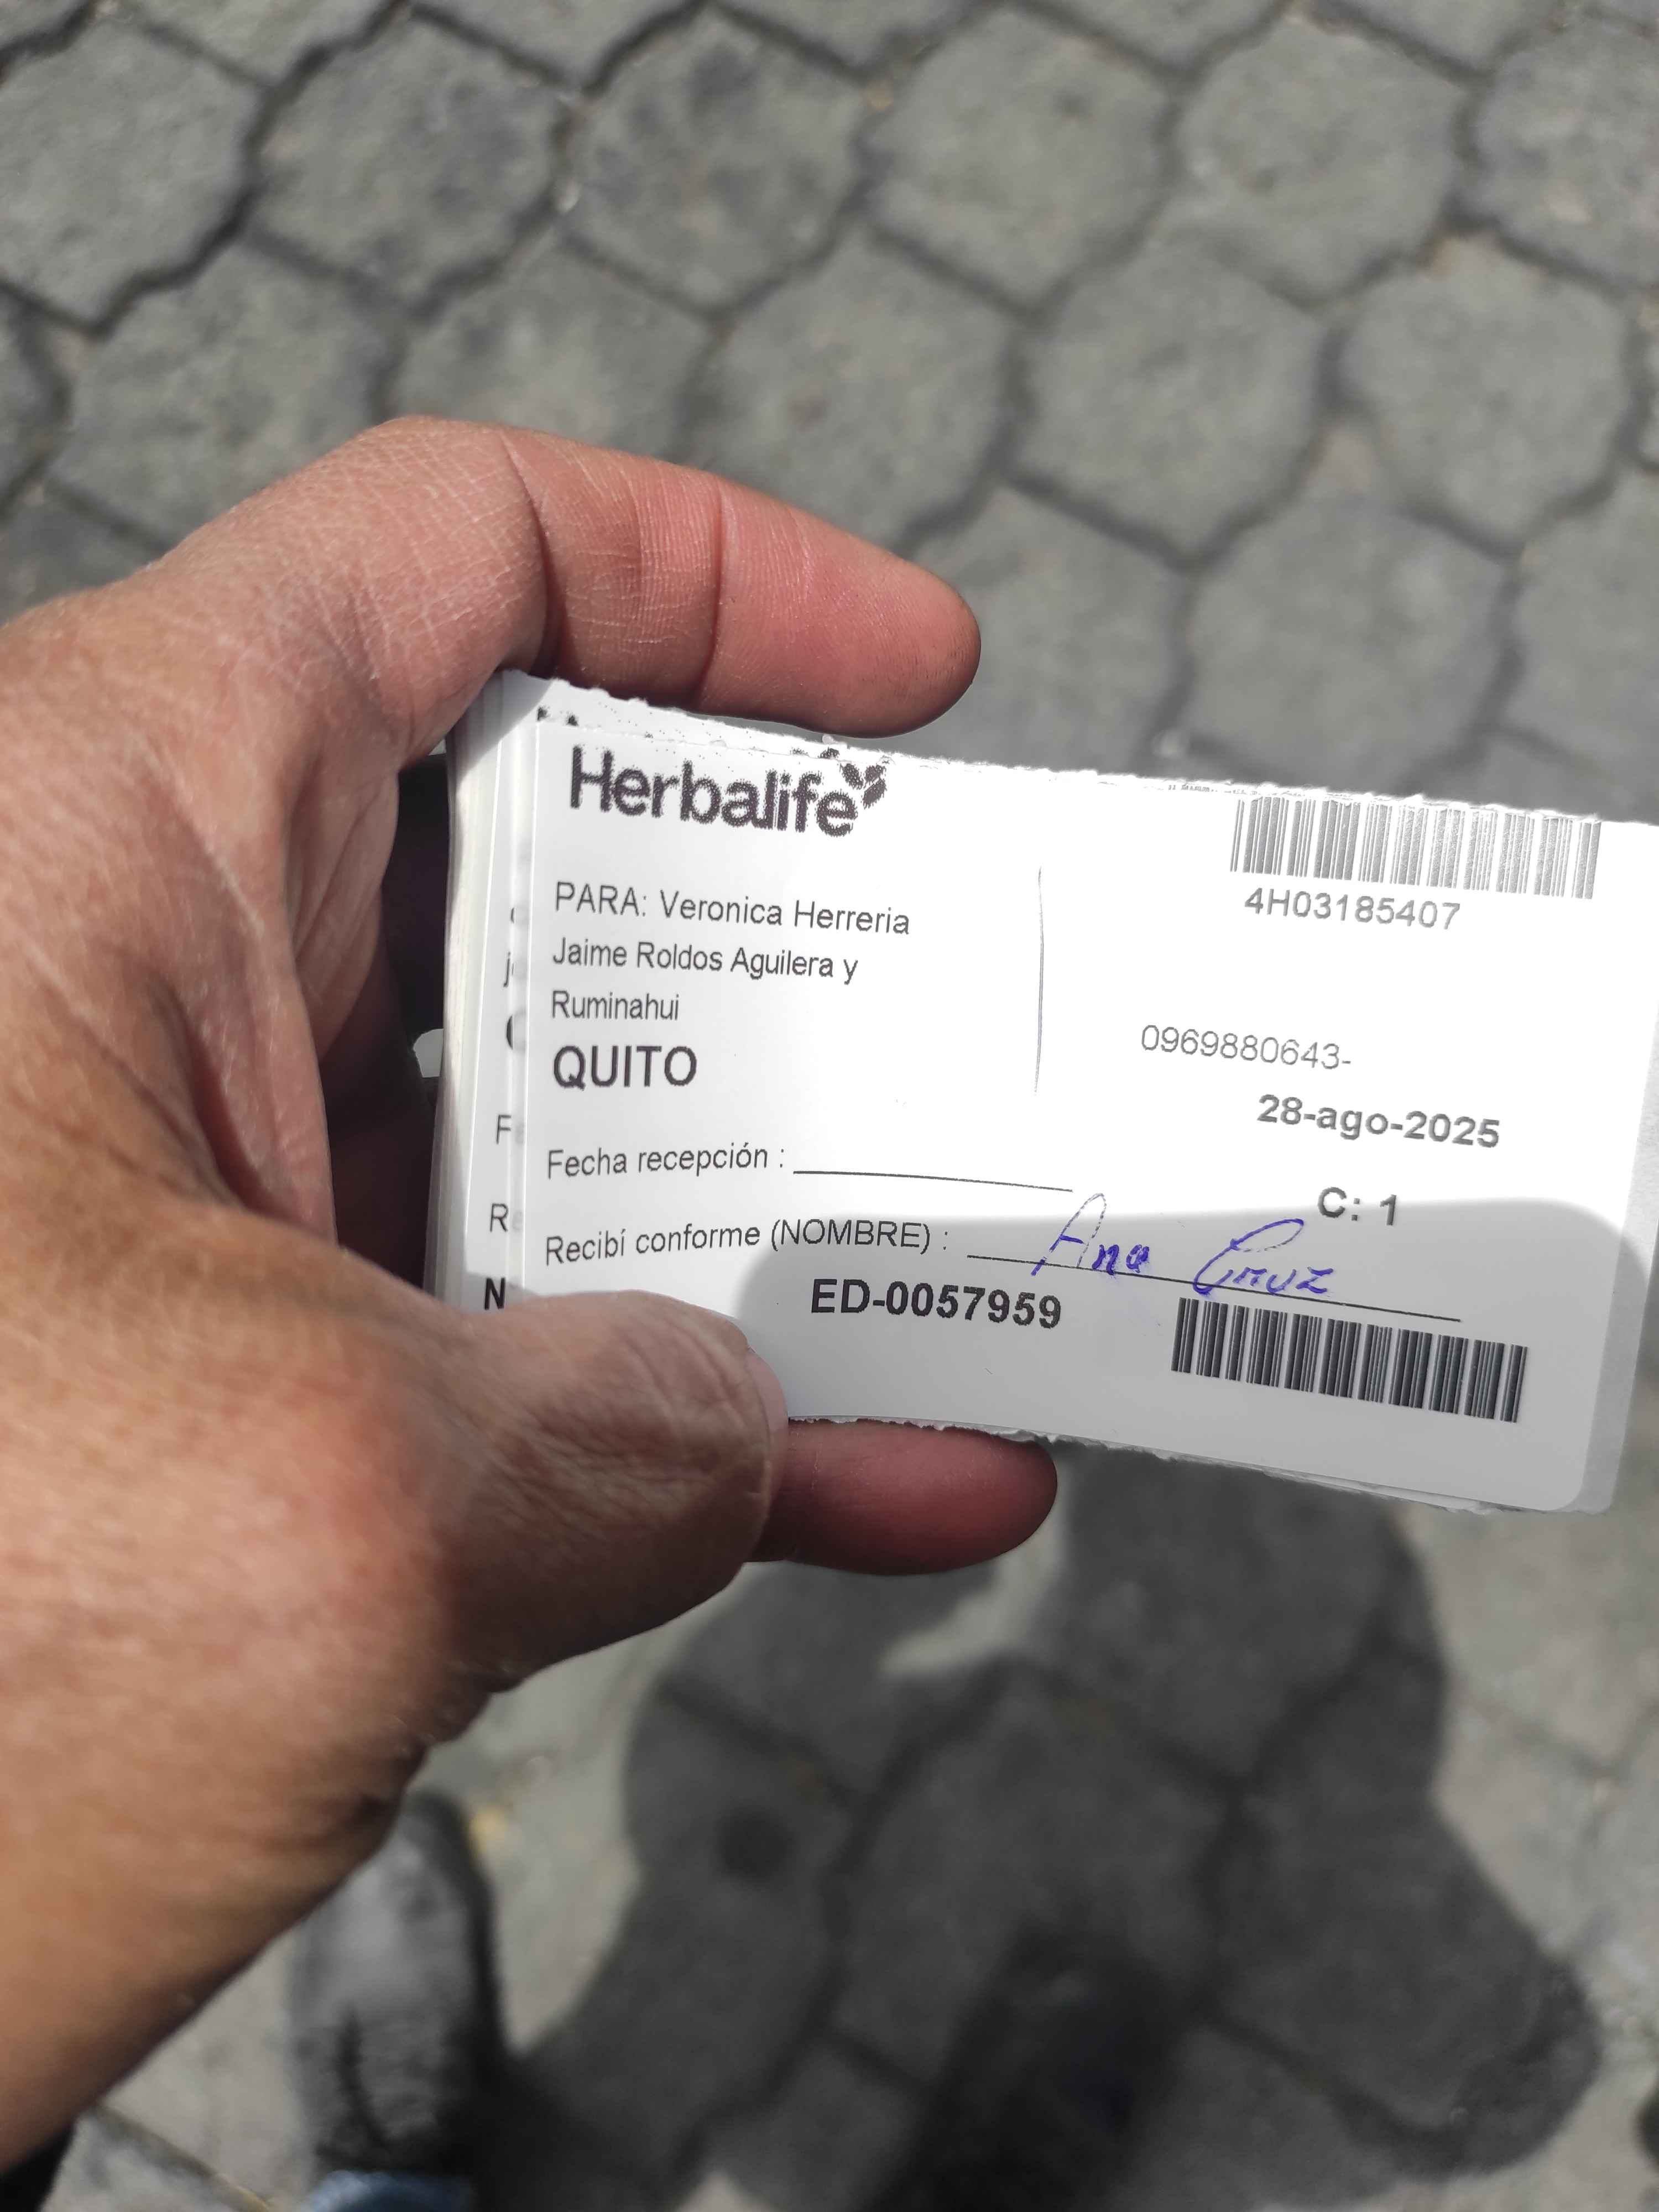 Herbalife
4H03185407
PARA: Veronica Herreria
Jaime Roldos Aguilera y
Ruminahui
QUITO
0969880643-
28-ago-2025
Fecha recepción :
C: 1
Recibí conforme (NOMBRE) : Ana Cruz
ED-0057959